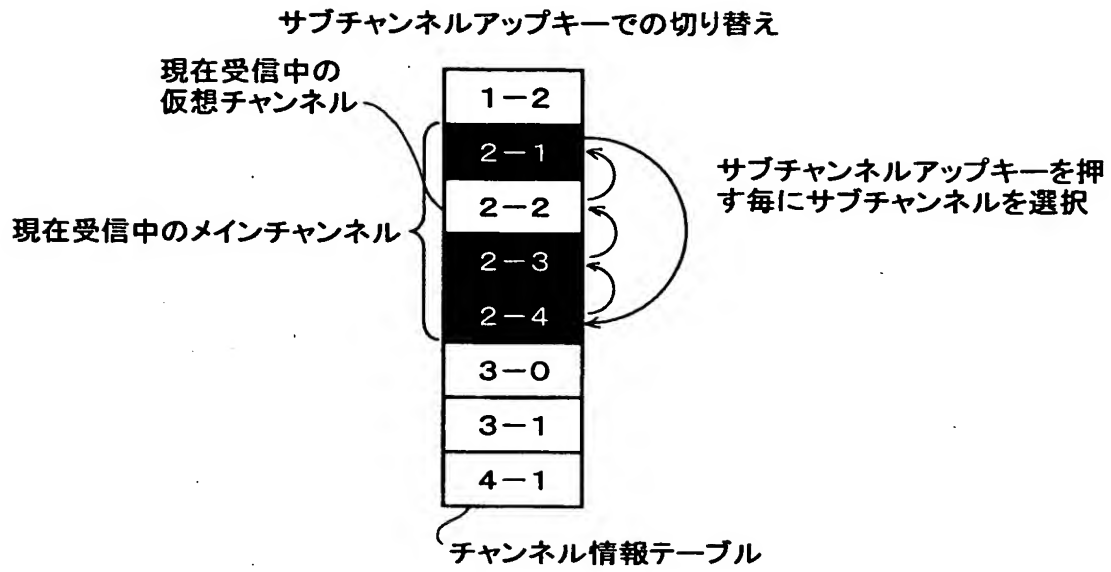 サブチャンネルアップキーでの切り替え
現在受信中の
仮想チャンネル
1－2
2－1
2－2
2－3
2－4
3－0
3－1
4－1
現在受信中のメインチャンネル
サブチャンネルアップキーを押
す毎にサブチャンネルを選択
チャンネル情報テーブル